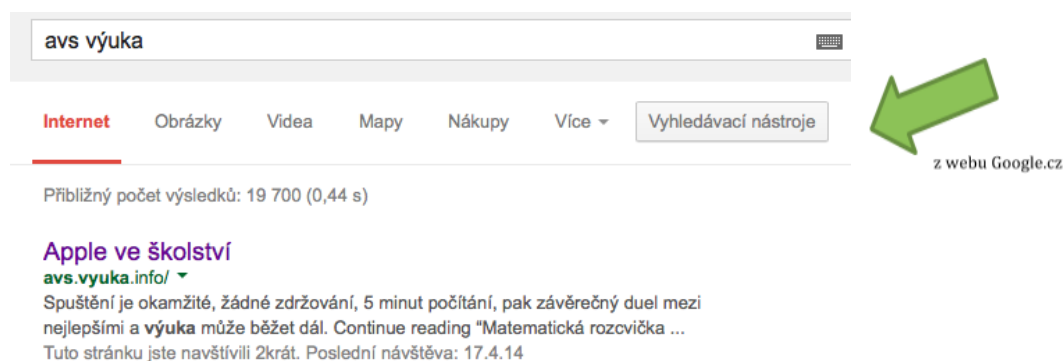 avs výuka
Internet Obrázky Videa Mapy Nákupy Více Vyhledávací nástroje
z webu Google.cz
Přibližný počet výsledků: 19 700 (0,44 s)
Apple ve školství
avs.vyuka.info/
Spuštění je okamžité, žádné zdržování, 5 minut počítání, pak závěrečný duel mezi
nejlepšími a výuka může běžet dál. Continue reading "Matematická rozcvička ...
Tuto stránku jste navštívili 2krát. Poslední návštěva: 17.4.14